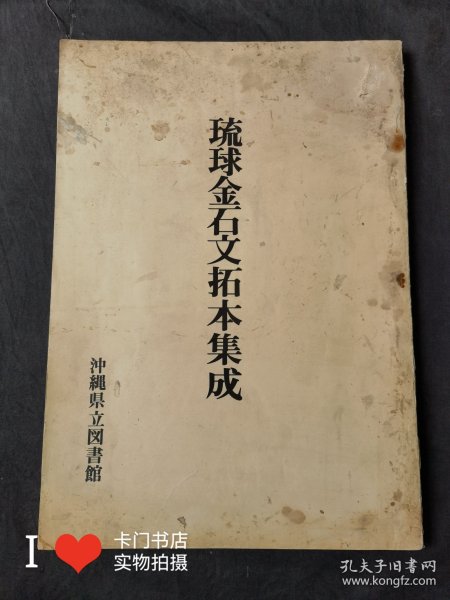 琉球金石文拓本集成
沖縄県立図書館
I ❤ 卡门书店
实物拍摄
孔夫子旧书网
www.kongfz.com